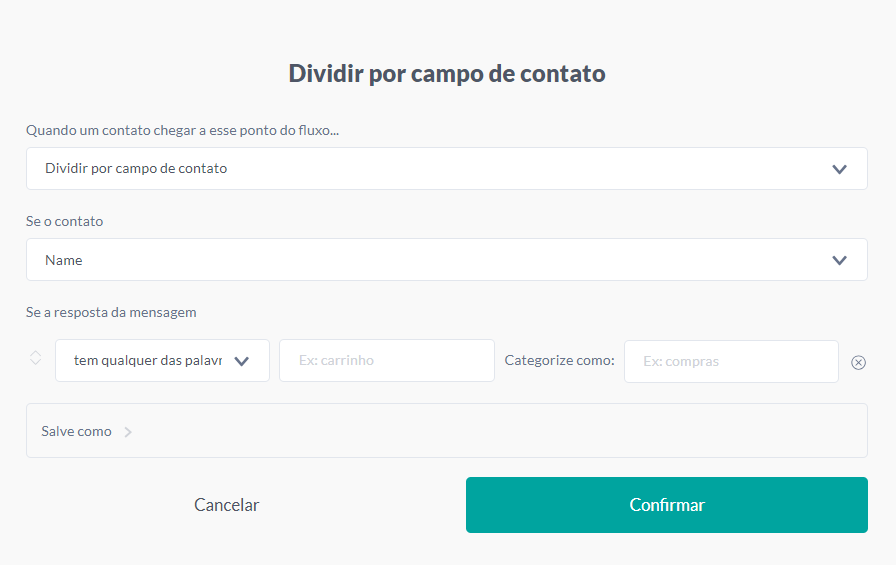 Dividir por campo de contato
Quando um contato chegar a esse ponto do fluxo...
Dividir por campo de contato
Se o contato
Name
Se a resposta da mensagem
tem qualquer das palavr Ex: carrinho Categorize como: Ex: compras
Salve como
Cancelar Confirmar